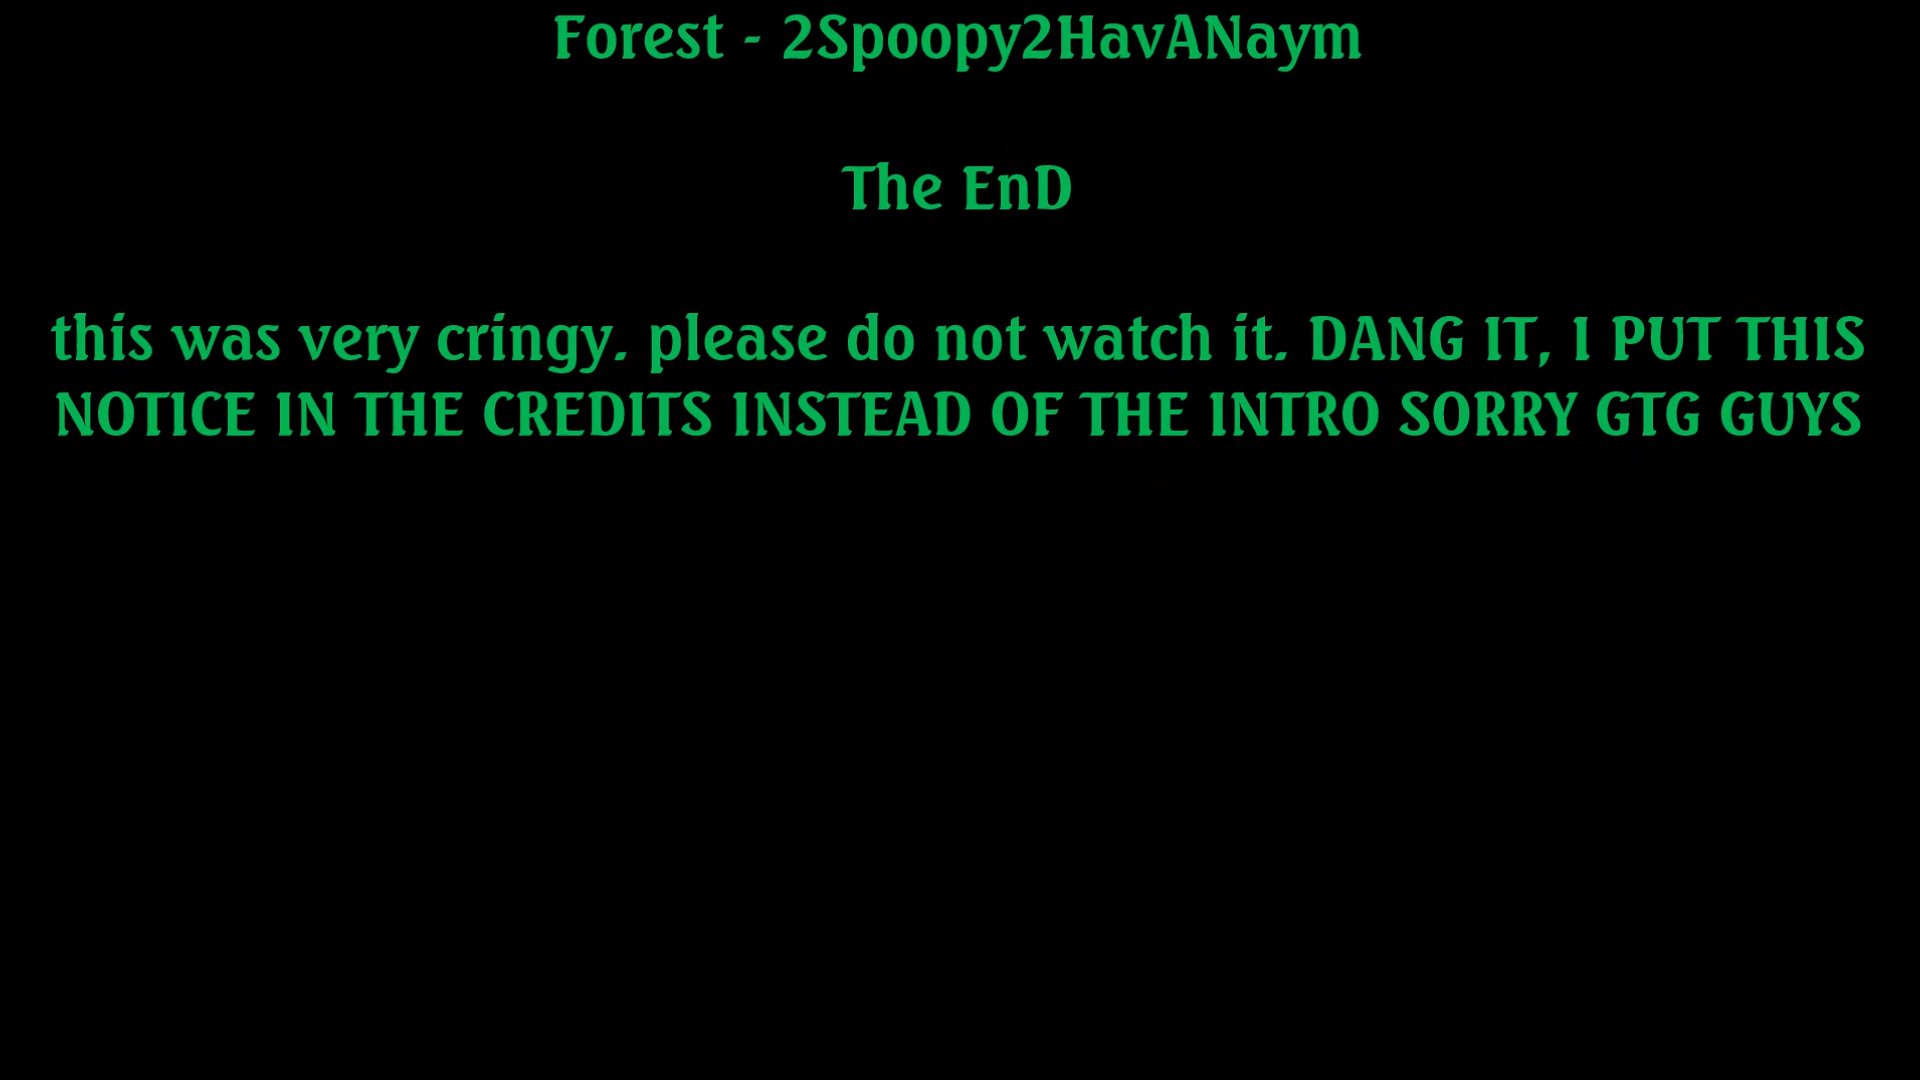 Forest - 2Spoopy2HavANaym
The EnD
this was very cringy. please do not watch it. DANG IT, I PUT THIS
NOTICE IN THE CREDITS INSTEAD OF THE INTRO SORRY GTG GUYS